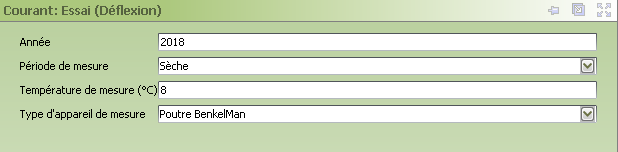 Courant: Essai (Déflexion)
Année 2018
Période de mesure Sèche
Température de mesure (°C) 8
Type d'appareil de mesure Poutre BenkelMan